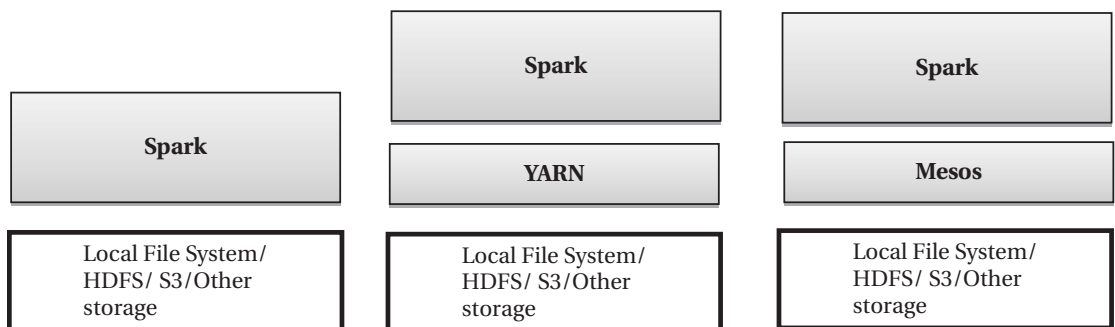 Spark
YARN
Local File System/
HDFS/ S3/Other
storage
Spark
Mesos
Local File System/
HDFS/ S3/Other
storage
Spark
Local File System/
HDFS/ S3/Other
storage